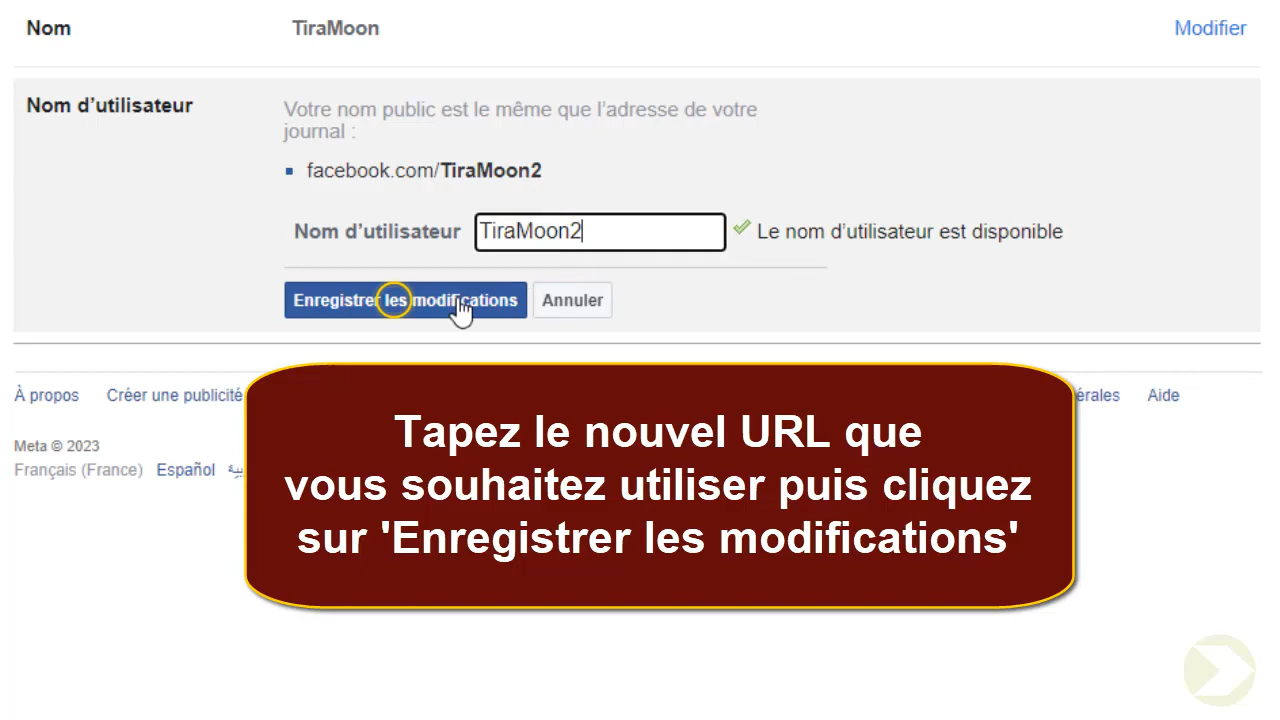 Nom TiraMoon Modifier
Nom d’utilisateur Votre nom public est le même que l’adresse de votre
journal :
facebook.com/TiraMoon2
Nom d’utilisateur TiraMoon2 Le nom d’utilisateur est disponible
Enregistrer les modifications Annuler
À propos Créer une publicité érales Aide
Meta © 2023
Français (France) Español
Tapez le nouvel URL que
vous souhaitez utiliser puis cliquez
sur 'Enregistrer les modifications'